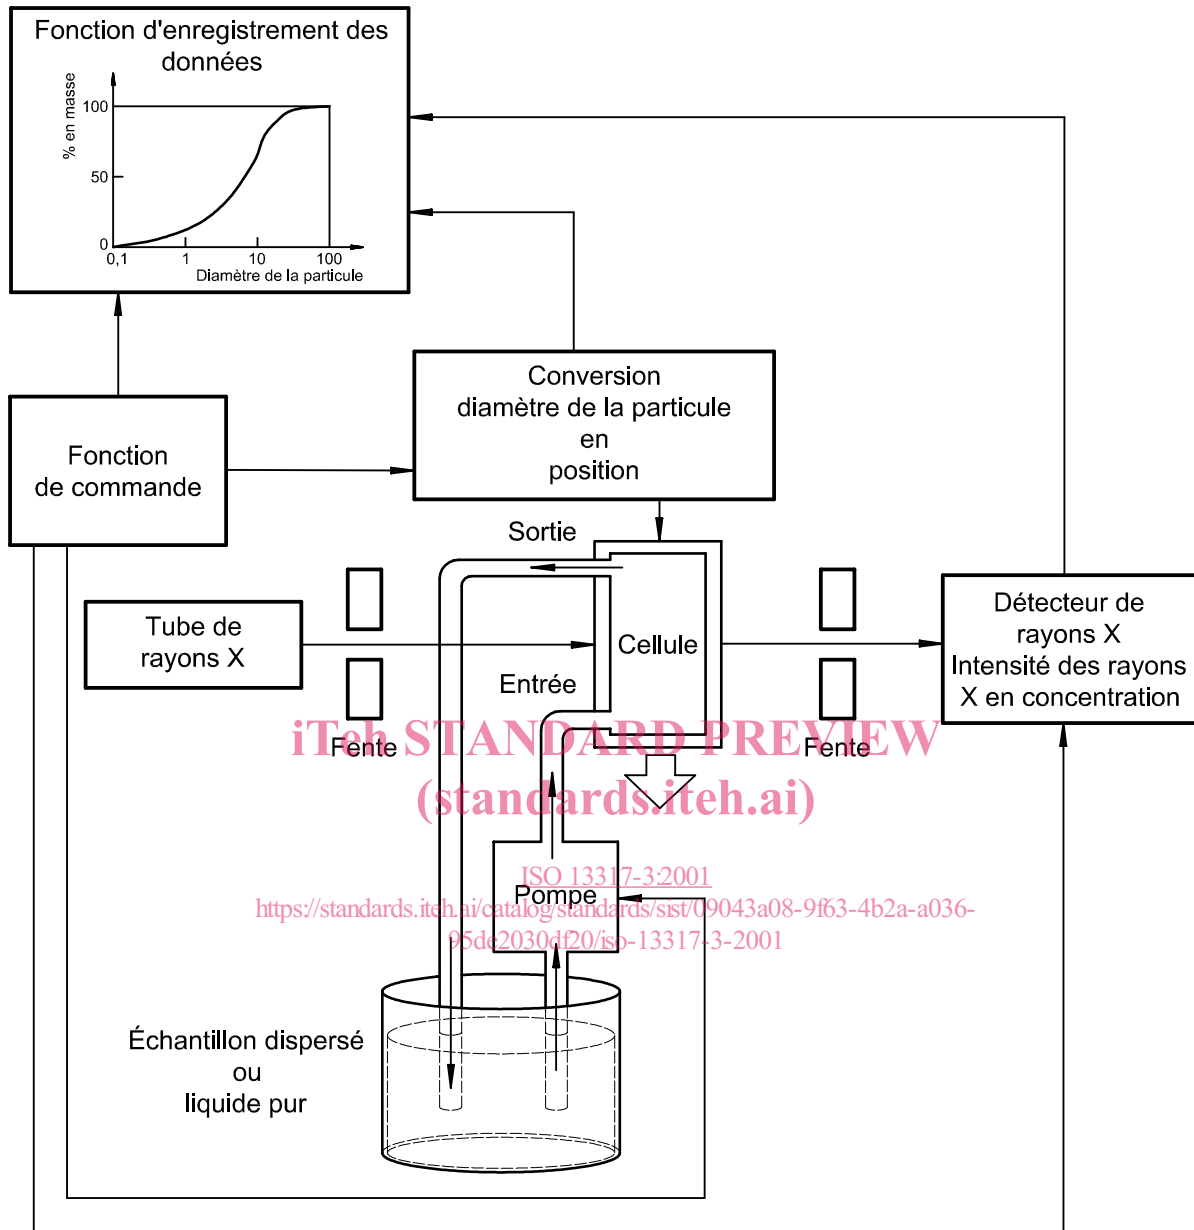 Fonction d'enregistrement des
données
% en masse
100
50
0
0,1 1 10 100
Diamètre de la particule
Conversion
diamètre de la particule
en
position
Fonction
de commande
Sortie
Tube de
rayons X
Cellule
Détecteur de
rayons X
Intensité des rayons
X en concentration
Entrée
Fente
Fente
iTeh STANDARD PREVIEW
(standards.iteh.ai)
ISO 13317-3:2001
Pompe
https://standards.iteh.ai/catalog/standards/sist/09043a08-9f63-4b2a-a036-
95de2030df20/iso-13317-3-2001
Échantillon dispersé
ou
liquide pur